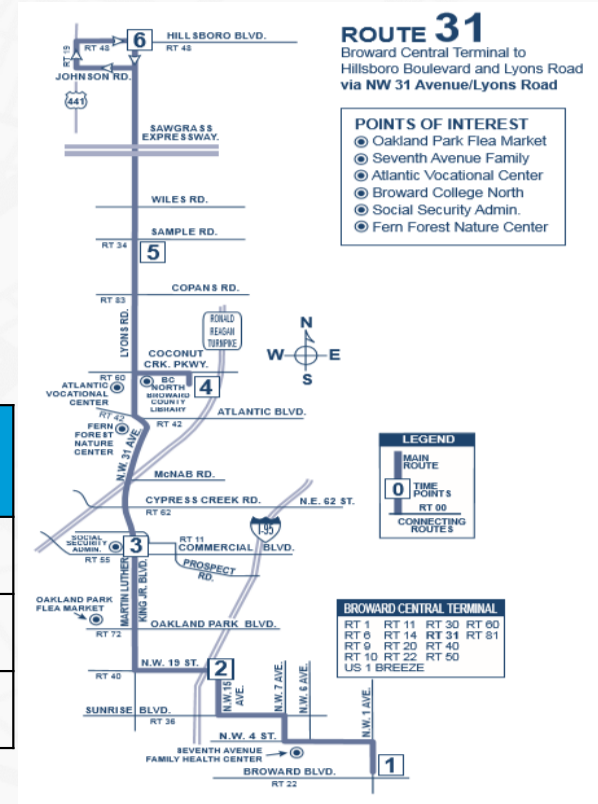 ROUTE 31
Broward Central Terminal to
Hillsboro Boulevard and Lyons Road
via NW 31 Avenue/Lyons Road
POINTS OF INTEREST
Oakland Park Flea Market
Seventh Avenue Family
Atlantic Vocational Center
Broward College North
Social Security Admin.
Fern Forest Nature Center
6
HILLSBORO BLVD.
RT 48
RT 48
RT 19
JOHNSON RD.
441
SAWGRASS
EXPRESSWAY.
WILES RD.
SAMPLE RD.
RT 34
5
COPANS RD.
RT 83
LYONS RD.
RONALD
REAGAN
TURNPIKE
N
W
E
S
COCONUT
CRK. PKWY.
RT 60
ATLANTIC
VOCATIONAL
CENTER
BC
NORTH
BROWARD
COUNTY
LIBRARY
4
ATLANTIC BLVD.
RT 42
RT 42
FERN
FOREST
NATURE
CENTER
N.W. 31 AVE.
McNAB RD.
CYPRESS CREEK RD.
N.E. 62 ST.
RT 62
I-95
SOCIAL
SECURITY
ADMIN.
3
RT 11
COMMERCIAL BLVD.
RT 55
PROSPECT
RD.
MARTIN LUTHER
KING JR. BLVD.
OAKLAND PARK
FLEA MARKET
OAKLAND PARK BLVD.
RT 72
N.W. 19 ST.
RT 40
2
N.W. 15
AVE.
N.W. 7 AVE.
N.W. 6 AVE.
N.W. 1 AVE.
SUNRISE BLVD.
RT 36
N.W. 4 ST.
SEVENTH AVENUE
FAMILY HEALTH CENTER
1
BROWARD BLVD.
RT 22
LEGEND
MAIN
ROUTE
0
TIME
POINTS
RT 00
CONNECTING
ROUTES
BROWARD CENTRAL TERMINAL
RT 1 RT 11 RT 30 RT 60
RT 6 RT 14 RT 31 RT 81
RT 9 RT 20 RT 40
RT 10 RT 22 RT 50
US 1 BREEZE